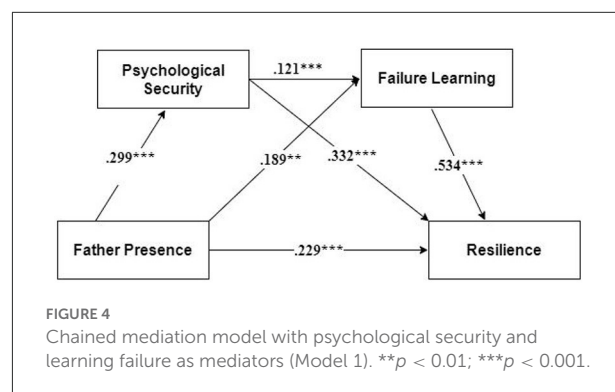 .121***
Psychological
Security
Failure Learning
.299***
.189**
.332***
.534***
Father Presence
.229***
Resilience
FIGURE 4
Chained mediation model with psychological security and
learning failure as mediators (Model 1). **p < 0.01; ***p < 0.001.